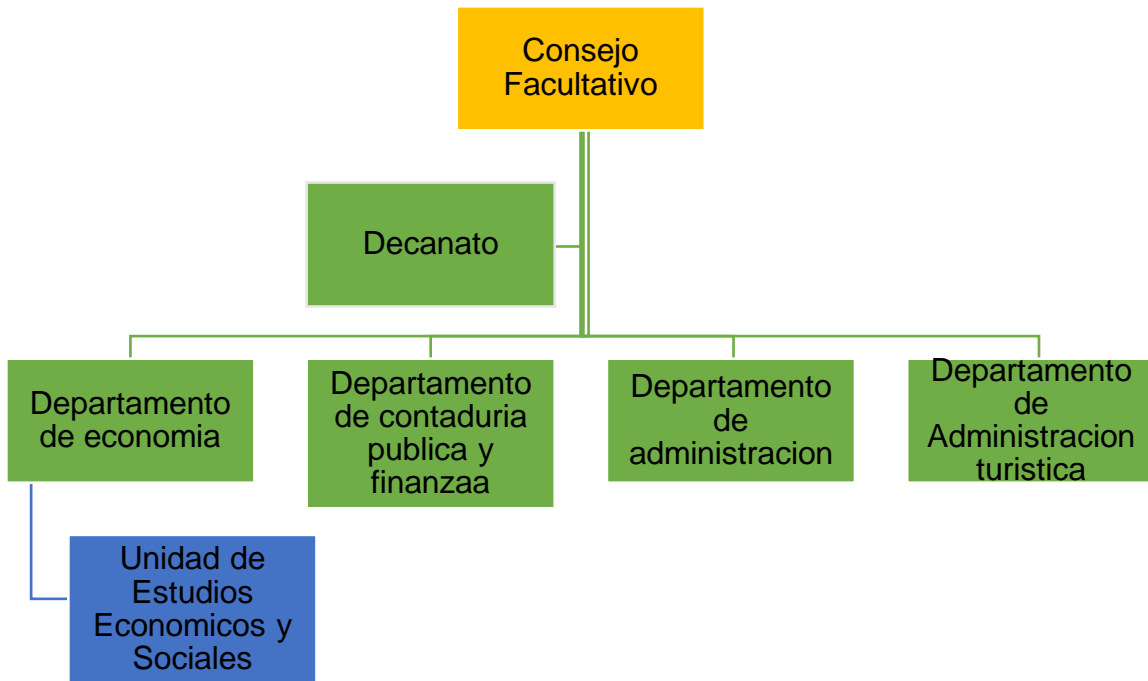 Consejo
Facultativo
Decanato
Departamento
de economia
Departamento
de contaduria
publica y
finanzaa
Departamento
de
administracion
Departamento
de
Administracion
turistica
Unidad de
Estudios
Economicos y
Sociales